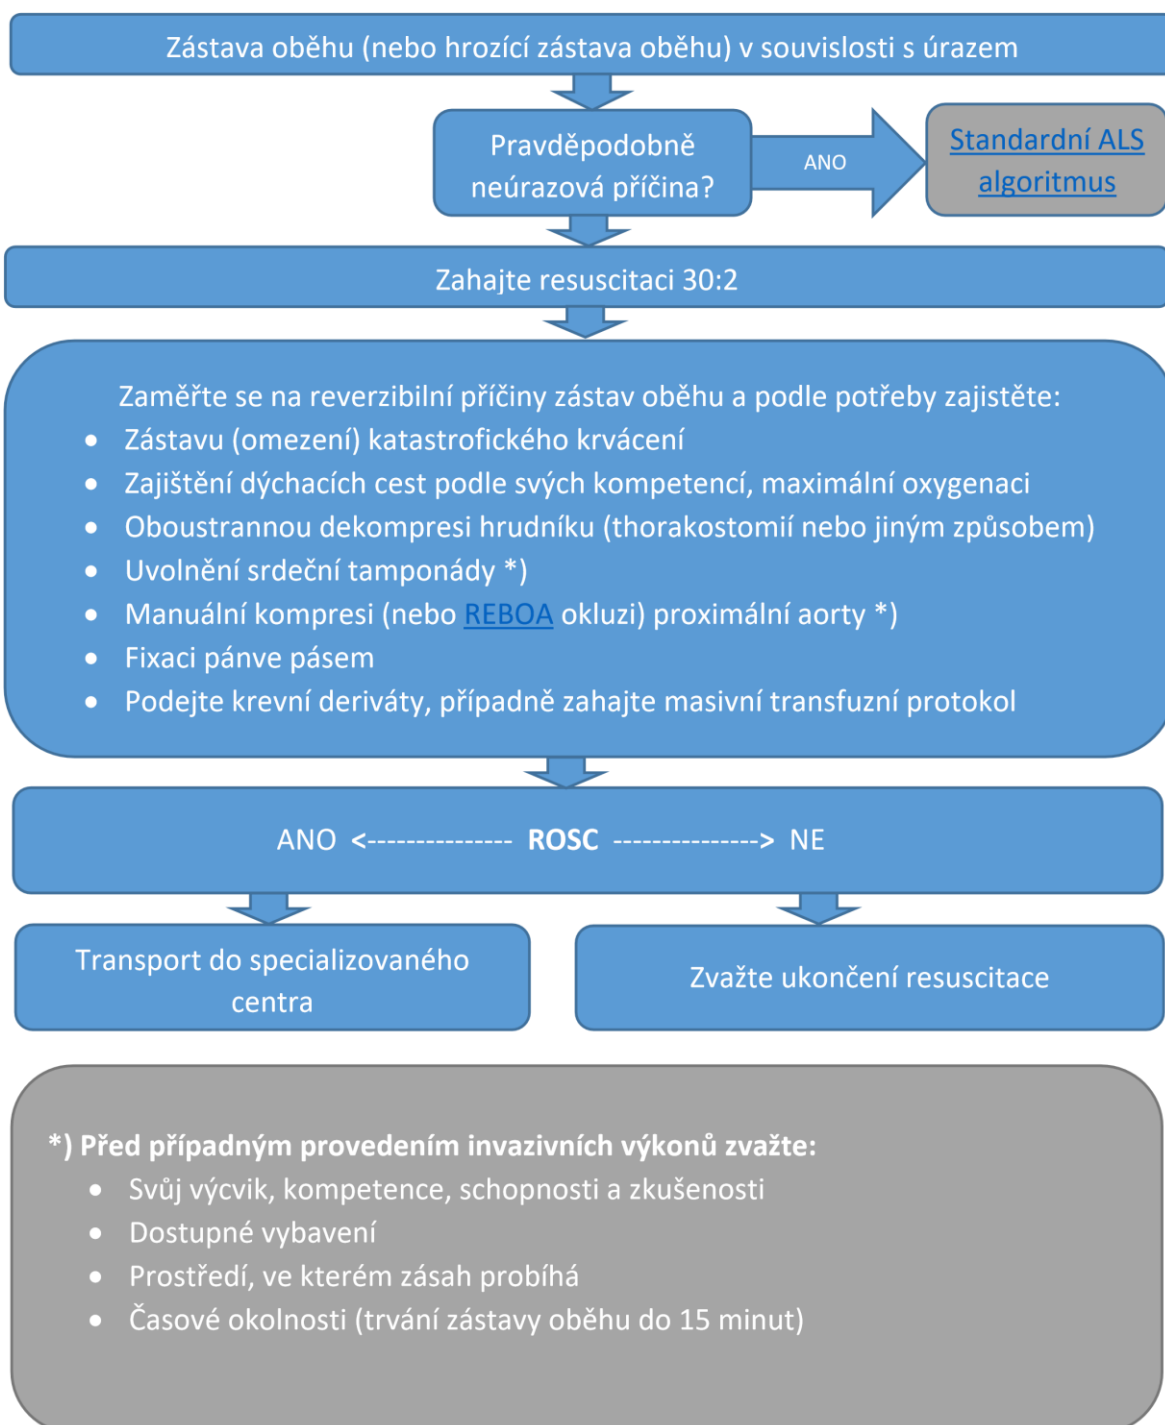 Zástava oběhu (nebo hrozící zástava oběhu) v souvislosti s úrazem
Pravděpodobně
neúrazová příčina?
ANO
Standardní ALS
algoritmus
Zahajte resuscitaci 30:2
Zaměřte se na reverzibilní příčiny zástav oběhu a podle potřeby zajistěte:
• Zástavu (omezení) katastrofického krvácení
• Zajištění dýchacích cest podle svých kompetencí, maximální oxygenaci
• Oboustrannou dekompresi hrudníku (thorakostomií nebo jiným způsobem)
• Uvolnění srdeční tamponády *)
• Manuální kompresi (nebo REBOA okluzi) proximální aorty *)
• Fixaci pánve pásem
• Podejte krevní deriváty, případně zahajte masivní transfuzní protokol
ANO <--------------- ROSC ---------------> NE
Transport do specializovaného
centra
Zvažte ukončení resuscitace
*) Před případným provedením invazivních výkonů zvažte:
• Svůj výcvik, kompetence, schopnosti a zkušenosti
• Dostupné vybavení
• Prostředí, ve kterém zásah probíhá
• Časové okolnosti (trvání zástavy oběhu do 15 minut)